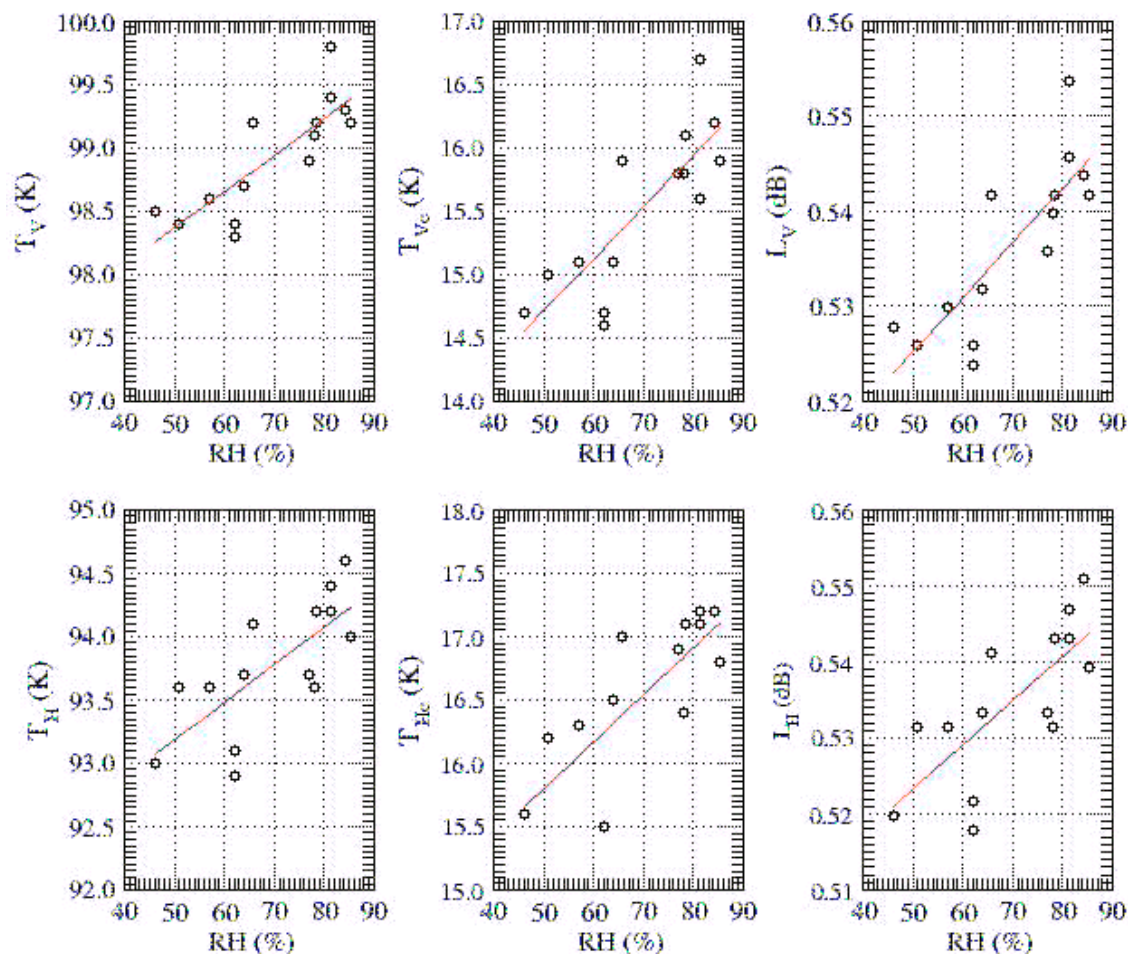 100.0
99.5
99.0
98.5
98.0
97.5
97.0
T_V (K)
40 50 60 70 80 90
RH (%)
17.0
16.5
16.0
15.5
15.0
14.5
14.0
T_Vc (K)
40 50 60 70 80 90
RH (%)
0.56
0.55
0.54
0.53
0.52
L_V (dB)
40 50 60 70 80 90
RH (%)
95.0
94.5
94.0
93.5
93.0
92.5
92.0
T_H (K)
40 50 60 70 80 90
RH (%)
18.0
17.5
17.0
16.5
16.0
15.5
15.0
T_Hc (K)
40 50 60 70 80 90
RH (%)
0.56
0.55
0.54
0.53
0.52
0.51
L_H (dB)
40 50 60 70 80 90
RH (%)